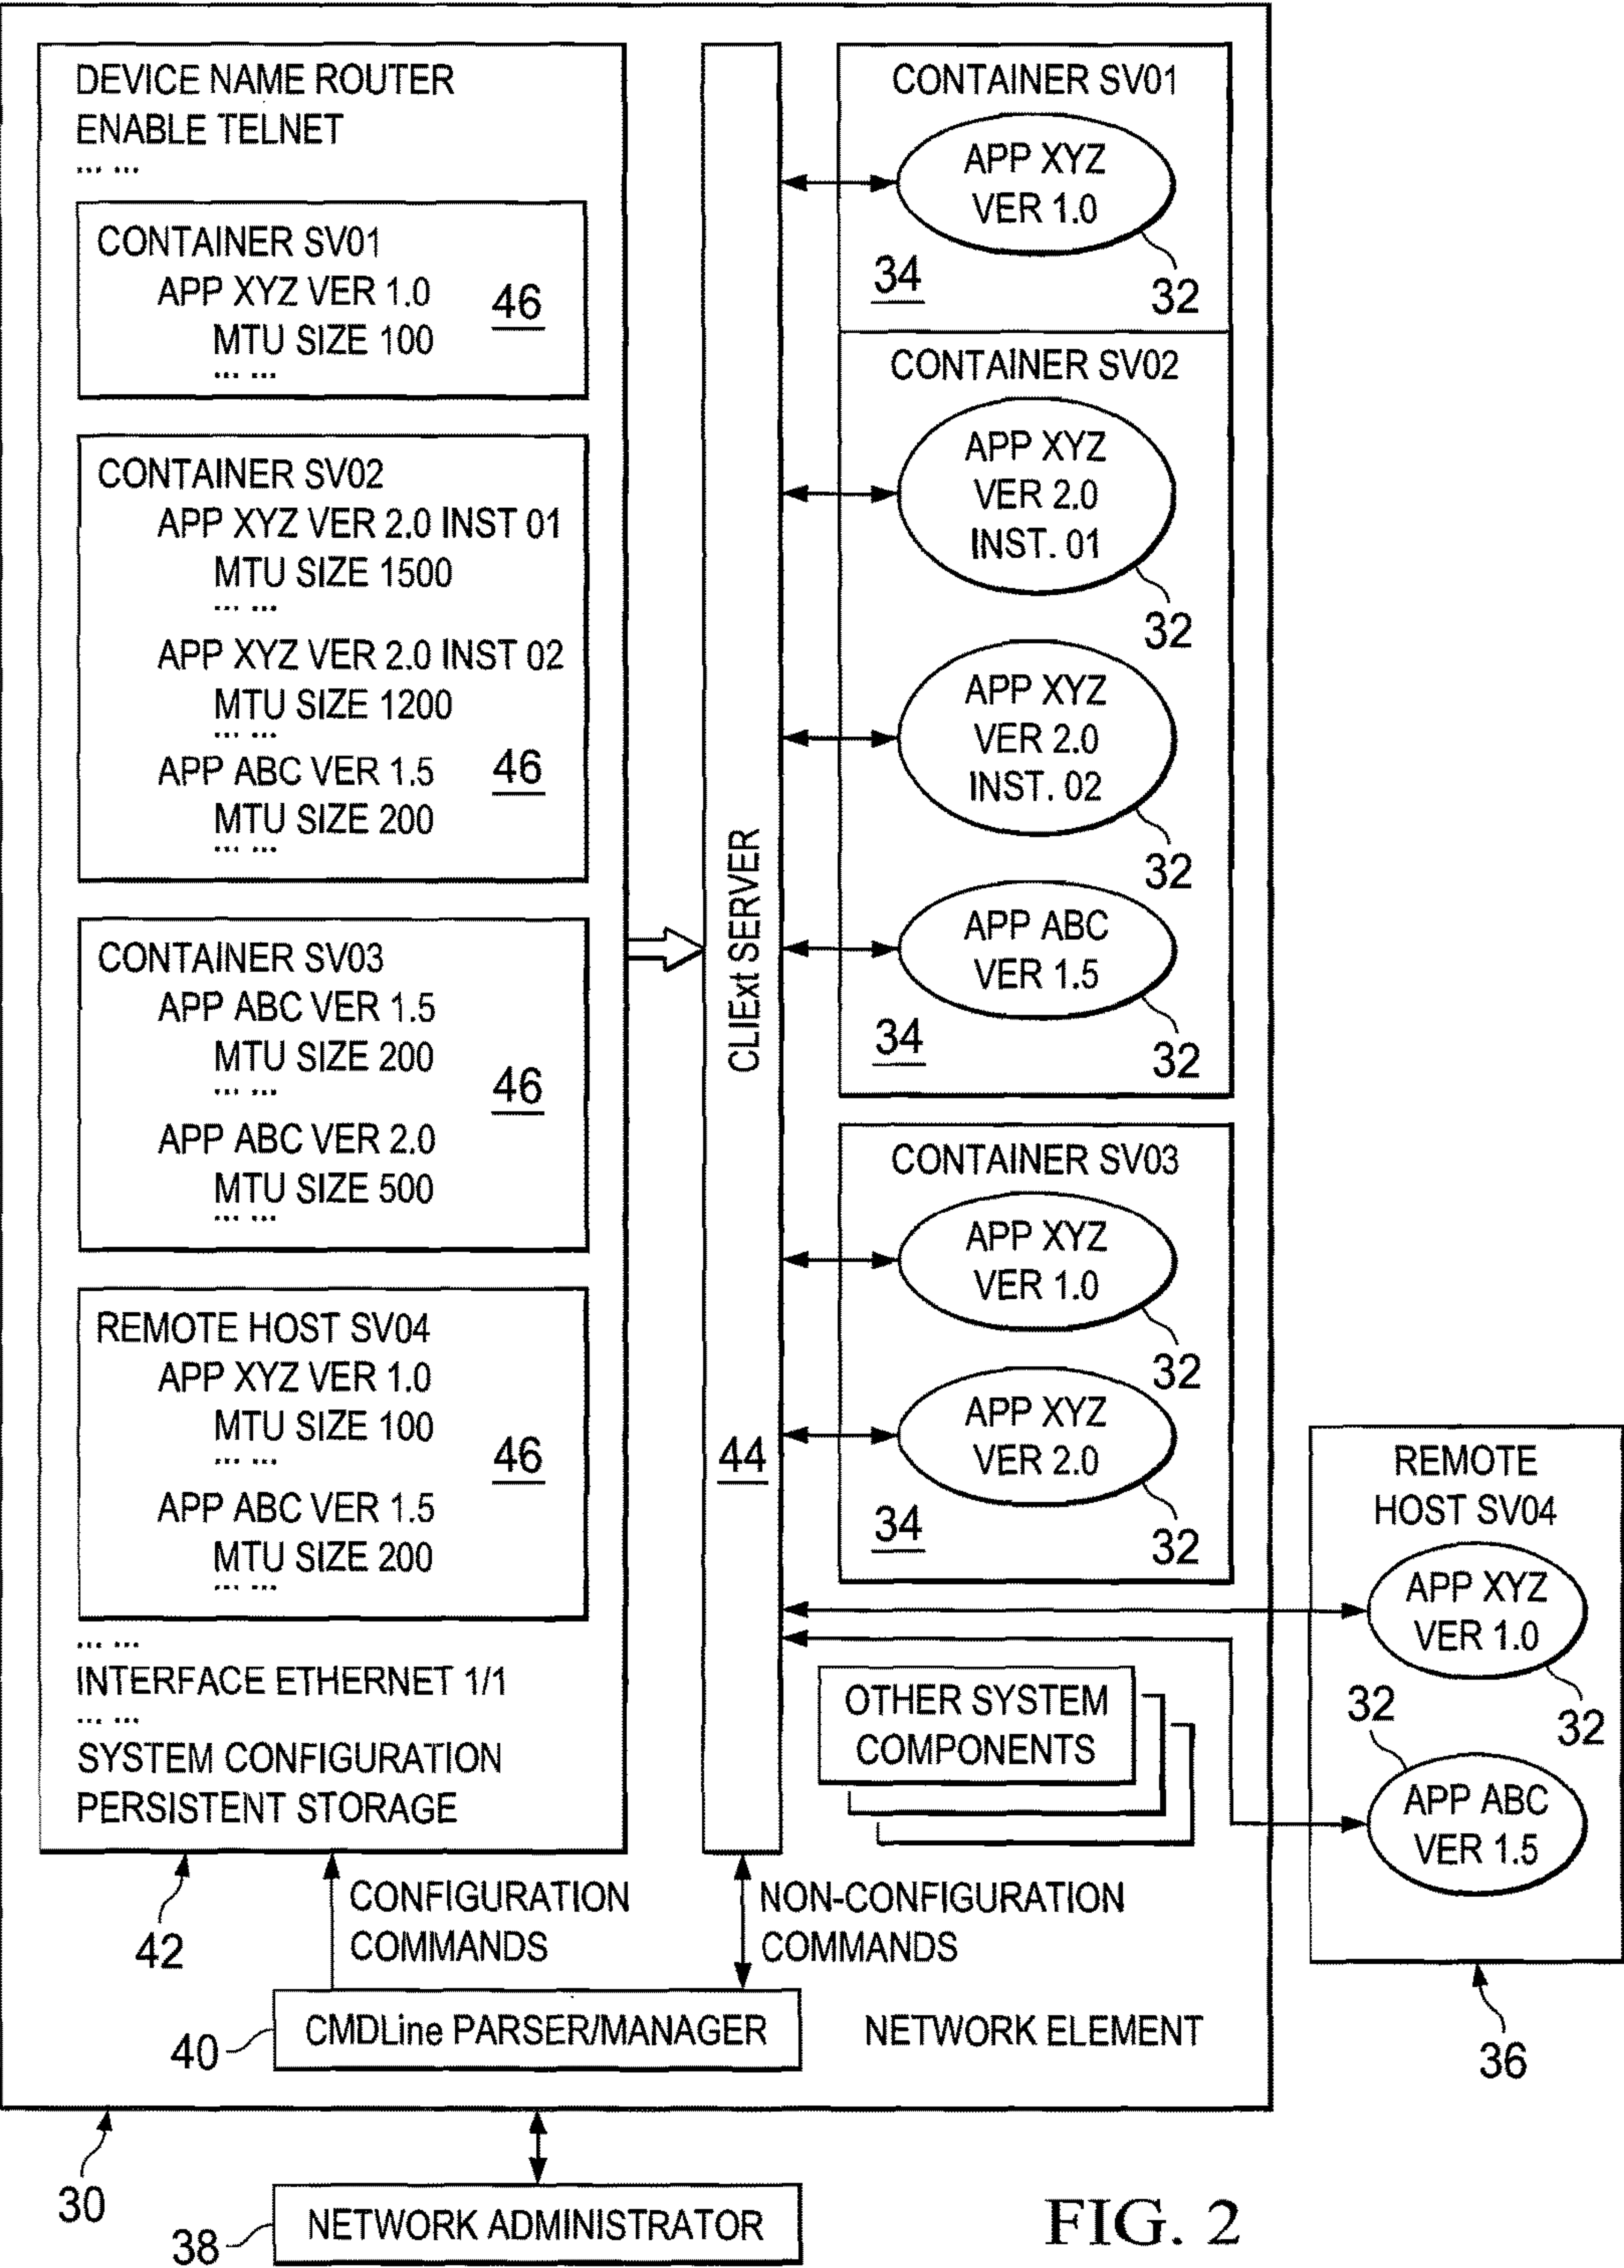 DEVICE NAME ROUTER
ENABLE TELNET
... ...
CONTAINER SV01
APP XYZ VER 1.0
46
MTU SIZE 100
... ...
CONTAINER SV02
APP XYZ VER 2.0 INST 01
MTU SIZE 1500
... ...
APP XYZ VER 2.0 INST 02
MTU SIZE 1200
... ...
APP ABC VER 1.5
46
MTU SIZE 200
... ...
CONTAINER SV03
APP ABC VER 1.5
MTU SIZE 200
46
... ...
APP ABC VER 2.0
MTU SIZE 500
... ...
REMOTE HOST SV04
APP XYZ VER 1.0
MTU SIZE 100
46
... ...
APP ABC VER 1.5
MTU SIZE 200
... ...
... ...
INTERFACE ETHERNET 1/1
... ...
SYSTEM CONFIGURATION
PERSISTENT STORAGE
42
CLIExt SERVER
44
CONTAINER SV01
APP XYZ
VER 1.0
34
32
CONTAINER SV02
APP XYZ
VER 2.0
INST. 01
32
APP XYZ
VER 2.0
INST. 02
32
APP ABC
VER 1.5
34
32
CONTAINER SV03
APP XYZ
VER 1.0
32
APP XYZ
VER 2.0
34
32
OTHER SYSTEM
COMPONENTS
REMOTE
HOST SV04
APP XYZ
VER 1.0
32
32
APP ABC
VER 1.5
36
CONFIGURATION
COMMANDS
NON-CONFIGURATION
COMMANDS
CMDLine PARSER/MANAGER
40
NETWORK ELEMENT
30
NETWORK ADMINISTRATOR
38
FIG. 2